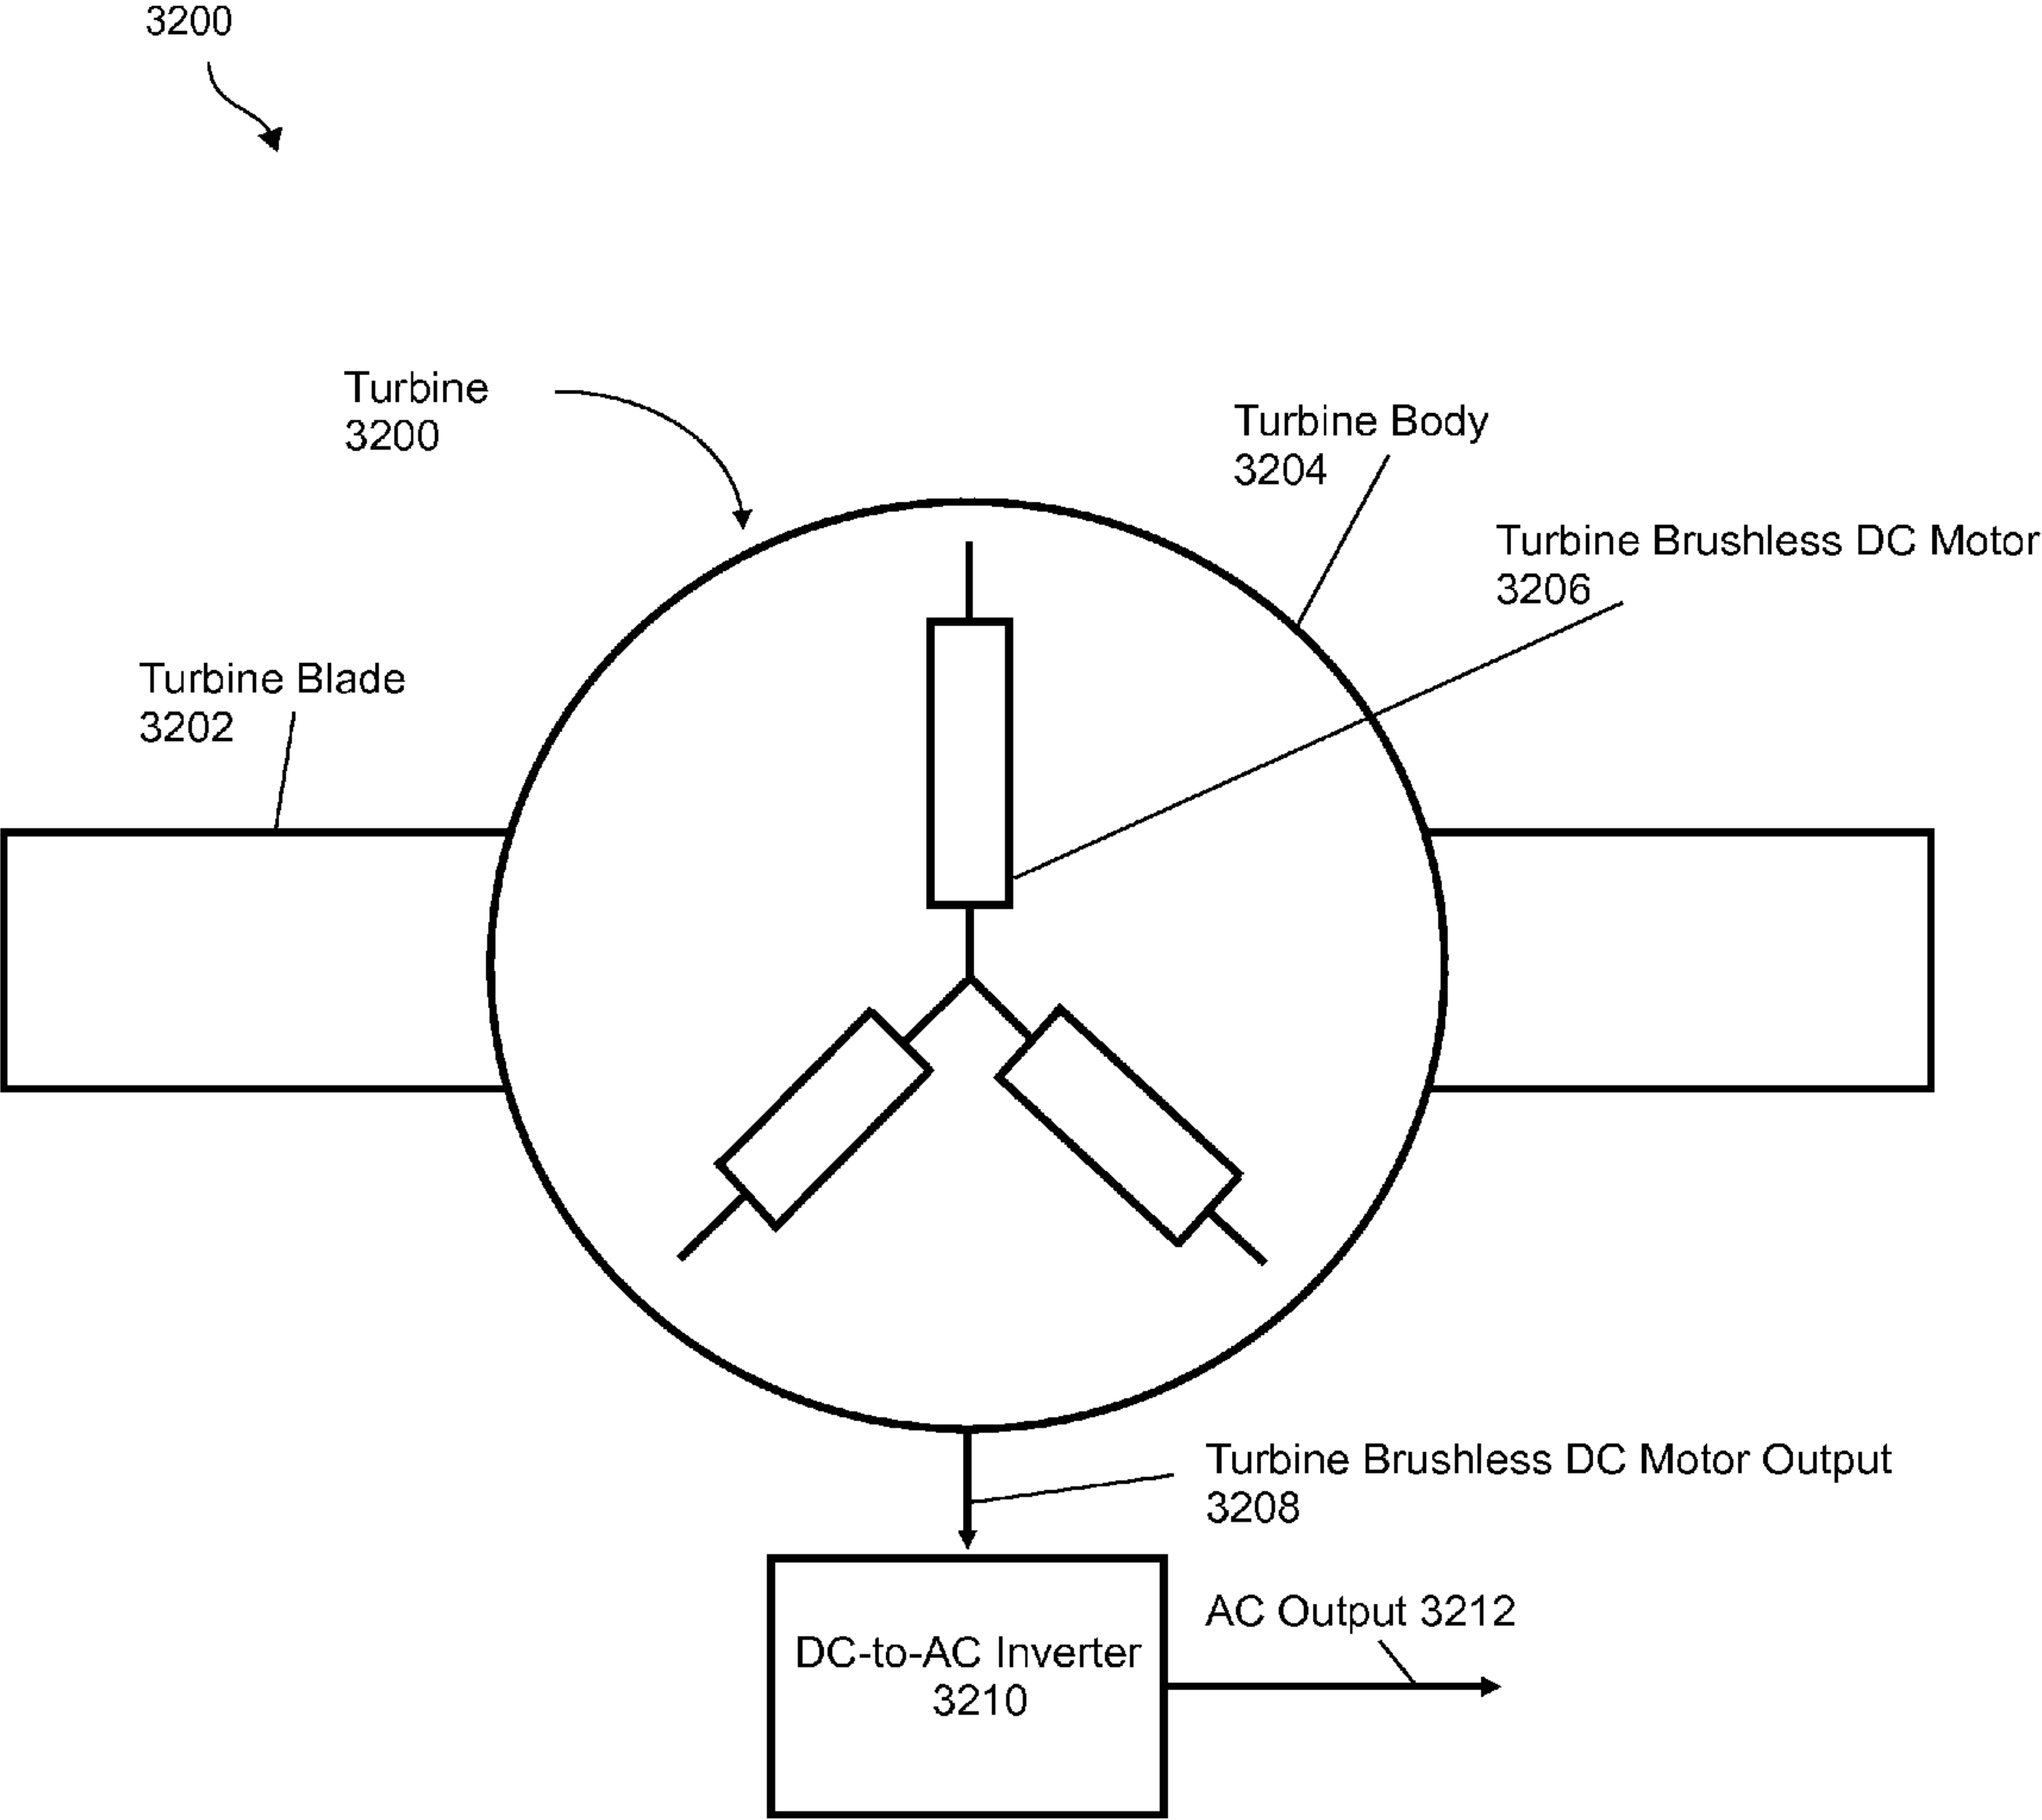 3200
Turbine
3200
Turbine Body
3204
Turbine Brushless DC Motor
3206
Turbine Blade
3202
Turbine Brushless DC Motor Output
3208
AC Output 3212
DC-to-AC Inverter
3210